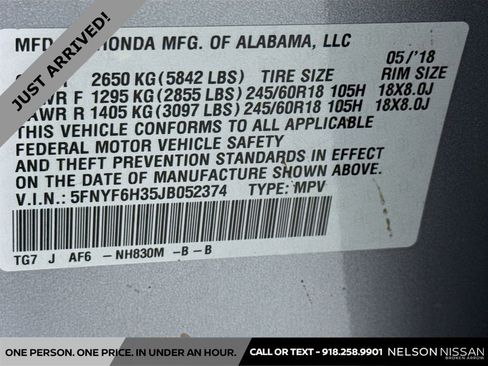 JUST ARRIVED!
MFD HONDA MFG. OF ALABAMA, LLC
05/'18
2650 KG (5842 LBS) TIRE SIZE RIM SIZE
AWR F 1295 KG (2855 LBS) 245/60R18 105H 18X8.0J
AWR R 1405 KG (3097 LBS) 245/60R18 105H 18X8.0J
THIS VEHICLE CONFORMS TO ALL APPLICABLE
FEDERAL MOTOR VEHICLE SAFETY
AND THEFT PREVENTION STANDARDS IN EFFECT
ON THE DATE OF MANUFACTURE SHOWN ABOVE.
V.I.N.: 5FNYF6H35JB052374 TYPE: MPV
TG7 J AF6 -NH830M -B -B
ONE PERSON. ONE PRICE. IN UNDER AN HOUR. CALL OR TEXT - 918.258.9901 NELSON NISSAN
BROKEN ARROW